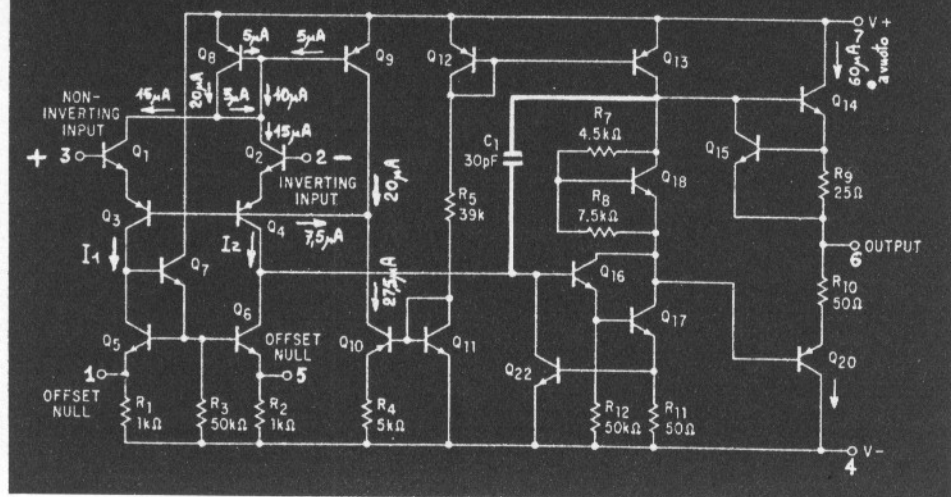 V+
7
5µA
5µA
Q8
Q9
Q12
Q13
60µA
a vuoto
Q14
NON-
INVERTING
INPUT
15µA
20µA
5µA
10µA
15µA
+ 3
Q1
Q2
2 -
INVERTING
INPUT
Q3
Q4
7,5µA
20µA
I1
I2
Q7
27,5µA
R5
39k
C1
30pF
R7
4.5kΩ
Q18
R8
7.5kΩ
Q15
R9
25Ω
OUTPUT
6
R10
50Ω
Q16
Q17
Q5
Q6
Q10
Q11
Q22
Q20
OFFSET
NULL
1
5
OFFSET
NULL
R1
1kΩ
R3
50kΩ
R2
1kΩ
R4
5kΩ
R12
50kΩ
R11
50Ω
V-
4